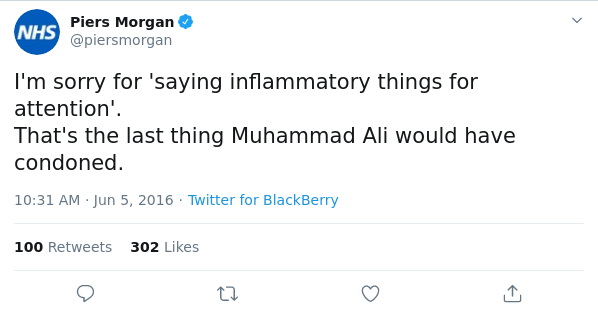 NHS
Piers Morgan
@piersmorgan
I'm sorry for 'saying inflammatory things for
attention'.
That's the last thing Muhammad Ali would have
condoned.
10:31 AM · Jun 5, 2016 · Twitter for BlackBerry
100 Retweets 302 Likes